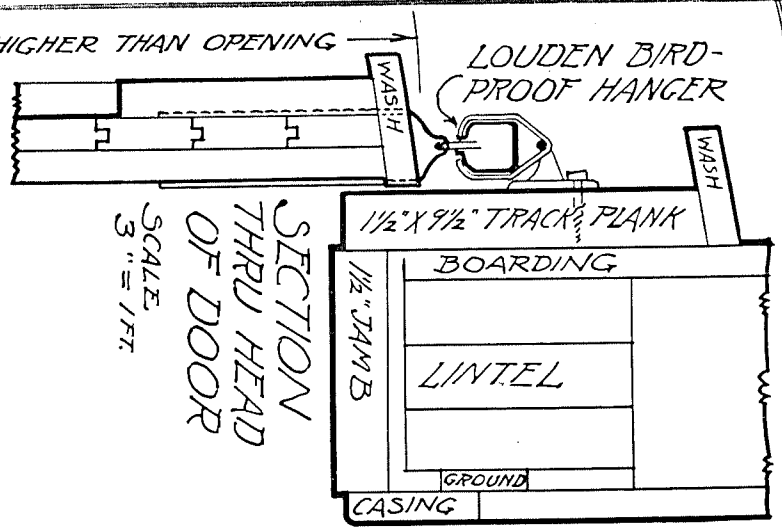 HIGHER THAN OPENING
LOUDEN BIRD-
PROOF HANGER
WASH
WASH
1½" X 9½" TRACK PLANK
BOARDING
1½" JAMB
LINTEL
GROUND
CASING
SECTION
THRU HEAD
OF DOOR
SCALE
3" = 1 FT.